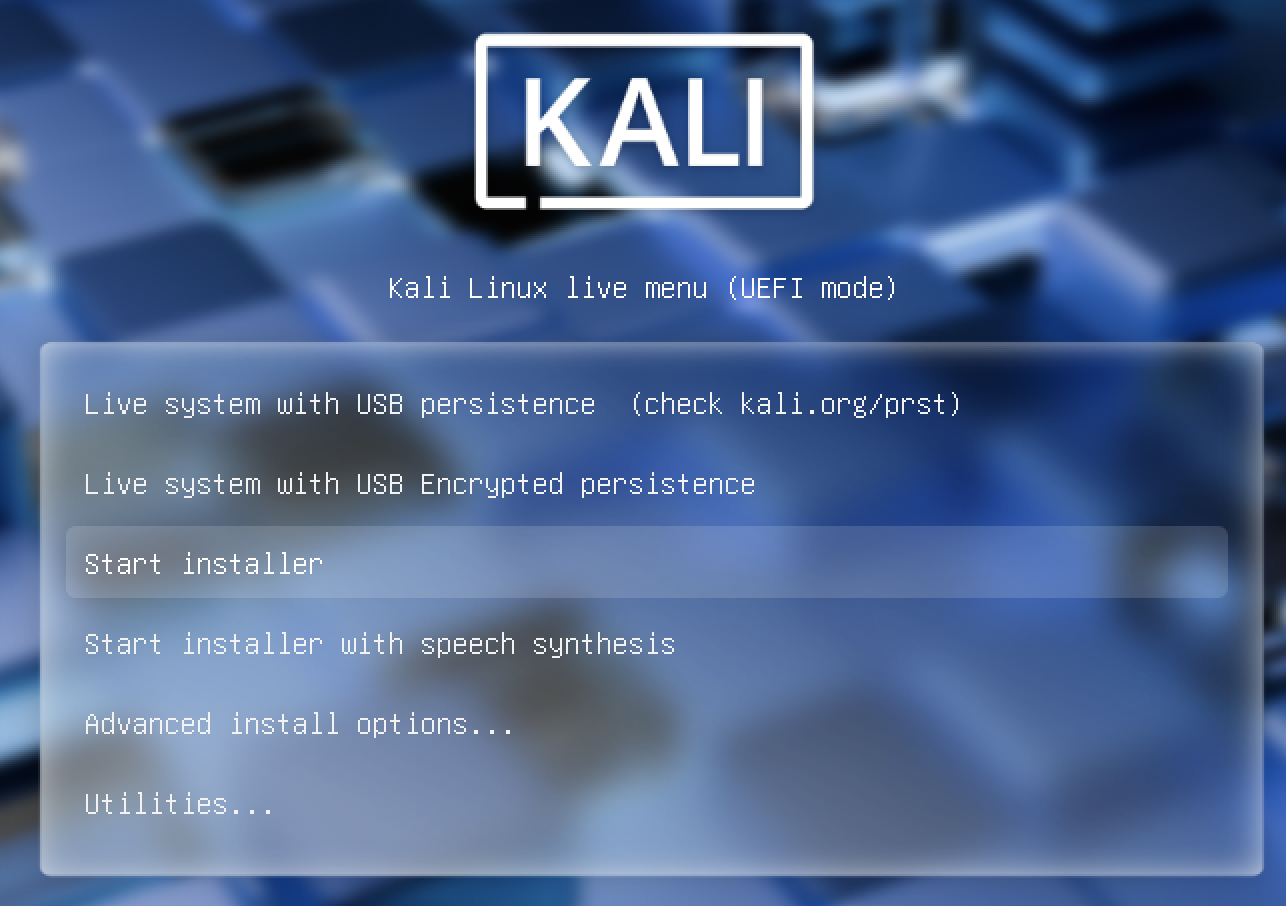 KALI
Kali Linux live menu (UEFI mode)
Live system with USB persistence  (check kali.org/prst)
Live system with USB Encrypted persistence
Start installer
Start installer with speech synthesis
Advanced install options...
Utilities...